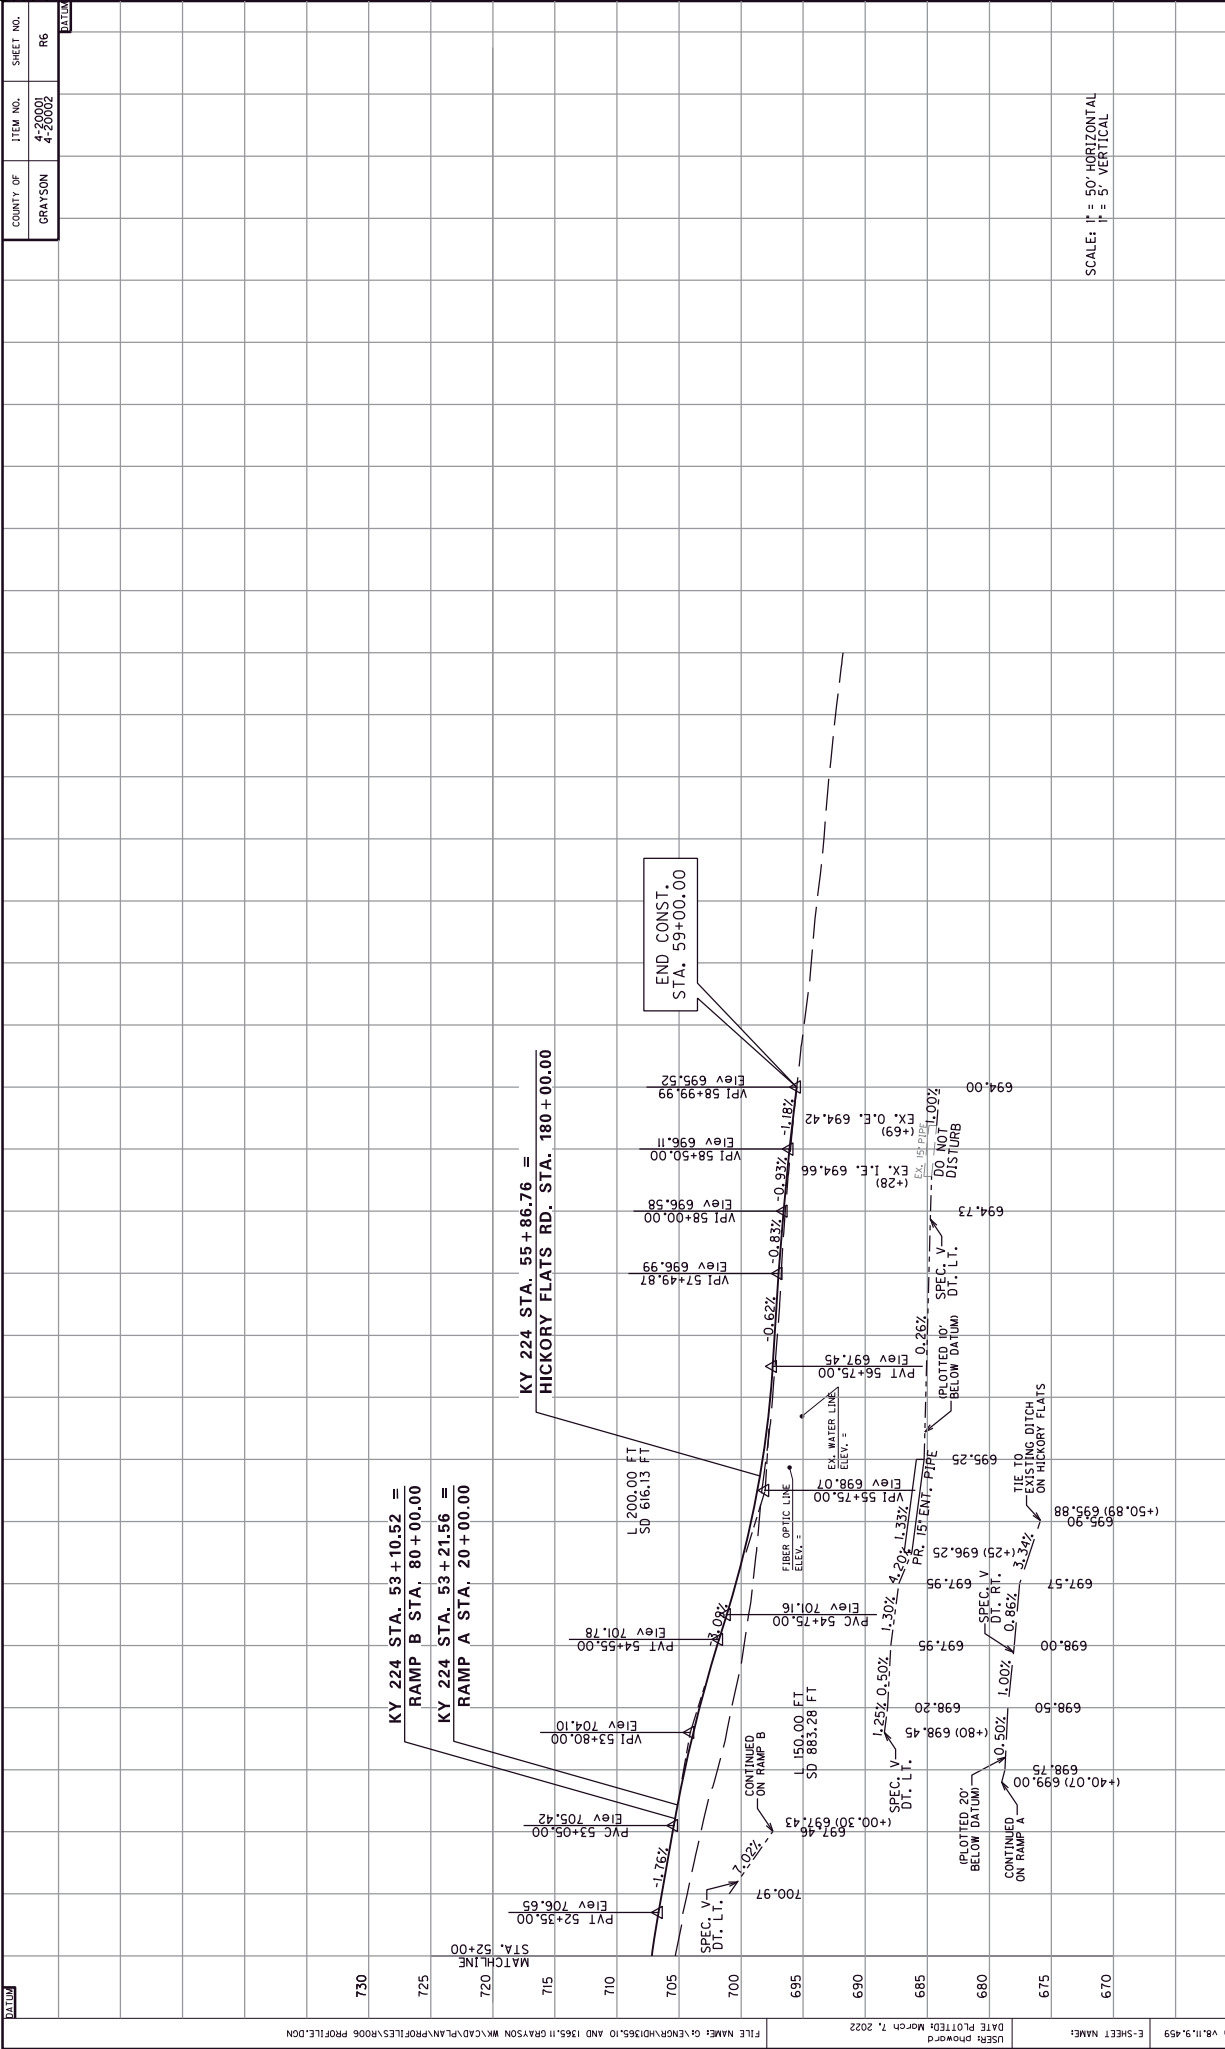 COUNTY OF
ITEM NO.
SHEET NO.
GRAYSON
4-20001
4-20002
R6
DATUM
DATUM
SCALE: 1" = 50' HORIZONTAL
1" = 5' VERTICAL
KY 224 STA. 53+10.52 =
RAMP B STA. 80+00.00
KY 224 STA. 53+21.56 =
RAMP A STA. 20+00.00
KY 224 STA. 55+86.76 =
HICKORY FLATS RD. STA. 180+00.00
END CONST.
STA. 59+00.00
MATCHLINE
STA. 52+00
PVT 52+35.00
Elev 706.65
-1.76%
PVC 53+05.00
Elev 705.42
VPI 53+80.00
Elev 704.10
PVT 54+55.00
Elev 701.78
-3.09%
PVC 54+75.00
Elev 701.16
VPI 55+75.00
Elev 698.07
PVT 56+75.00
Elev 697.45
-0.62%
VPI 57+49.87
Elev 696.99
-0.83%
VPI 58+00.00
Elev 696.58
-0.93%
VPI 58+50.00
Elev 696.11
-1.18%
VPI 58+99.99
Elev 695.52
L 200.00 FT
SD 616.13 FT
L 150.00 FT
SD 883.28 FT
FIBER OPTIC LINE
ELEV. =
EX. WATER LINE
ELEV. =
SPEC. V
DT. LT.
700.97
7.02%
697.46
(+00.30) 697.43
CONTINUED
ON RAMP B
SPEC. V
DT. LT.
1.25%
0.50%
1.30%
4.20%
1.33%
(+80) 698.45
698.20
697.95
697.95
(+25) 696.25
PR. 15" ENT. PIPE
695.25
(PLOTTED 10'
BELOW DATUM)
0.26%
SPEC. V
DT. LT.
694.73
(+28)
EX. I.E. 694.66
EX. 15" PIPE
(+69)
EX. O.E. 694.42
DO NOT
DISTURB
1.00%
694.00
CONTINUED
ON RAMP A
(PLOTTED 20'
BELOW DATUM)
(+40.07) 699.00
698.75
0.50%
698.50
1.00%
698.00
SPEC. V
DT. RT.
0.86%
697.57
3.34%
695.90
(+50.89) 695.88
TIE TO
EXISTING DITCH
ON HICKORY FLATS
730
725
720
715
710
705
700
695
690
685
680
675
670
FILE NAME: G:\ENGR\HD\1365.10 AND 1365.11 GRAYSON WK\CAD\PLAN\PROFILES\R006 PROFILE.DGN
USER: phoward
DATE PLOTTED: March 7, 2022
E-SHEET NAME:
v8.11.9.459